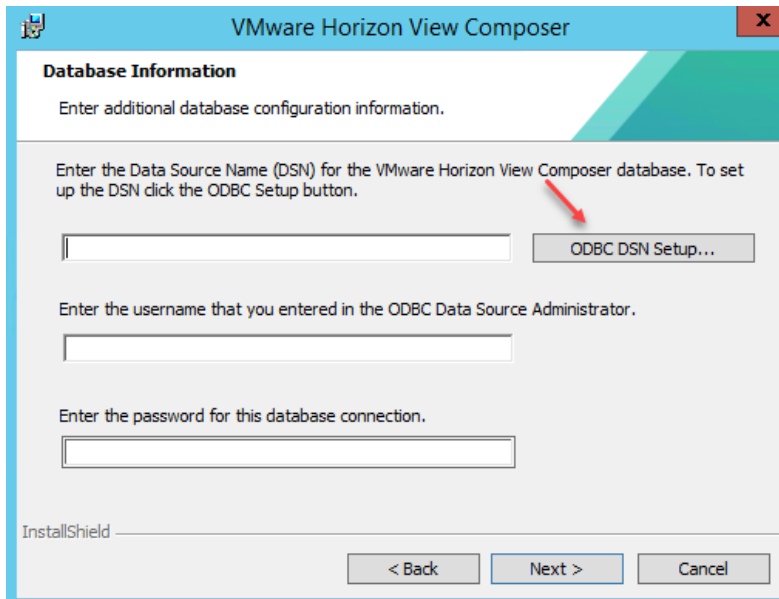 VMware Horizon View Composer
x
Database Information
Enter additional database configuration information.
Enter the Data Source Name (DSN) for the VMware Horizon View Composer database. To set
up the DSN click the ODBC Setup button.
ODBC DSN Setup...
Enter the username that you entered in the ODBC Data Source Administrator.
Enter the password for this database connection.
InstallShield
< Back Next > Cancel